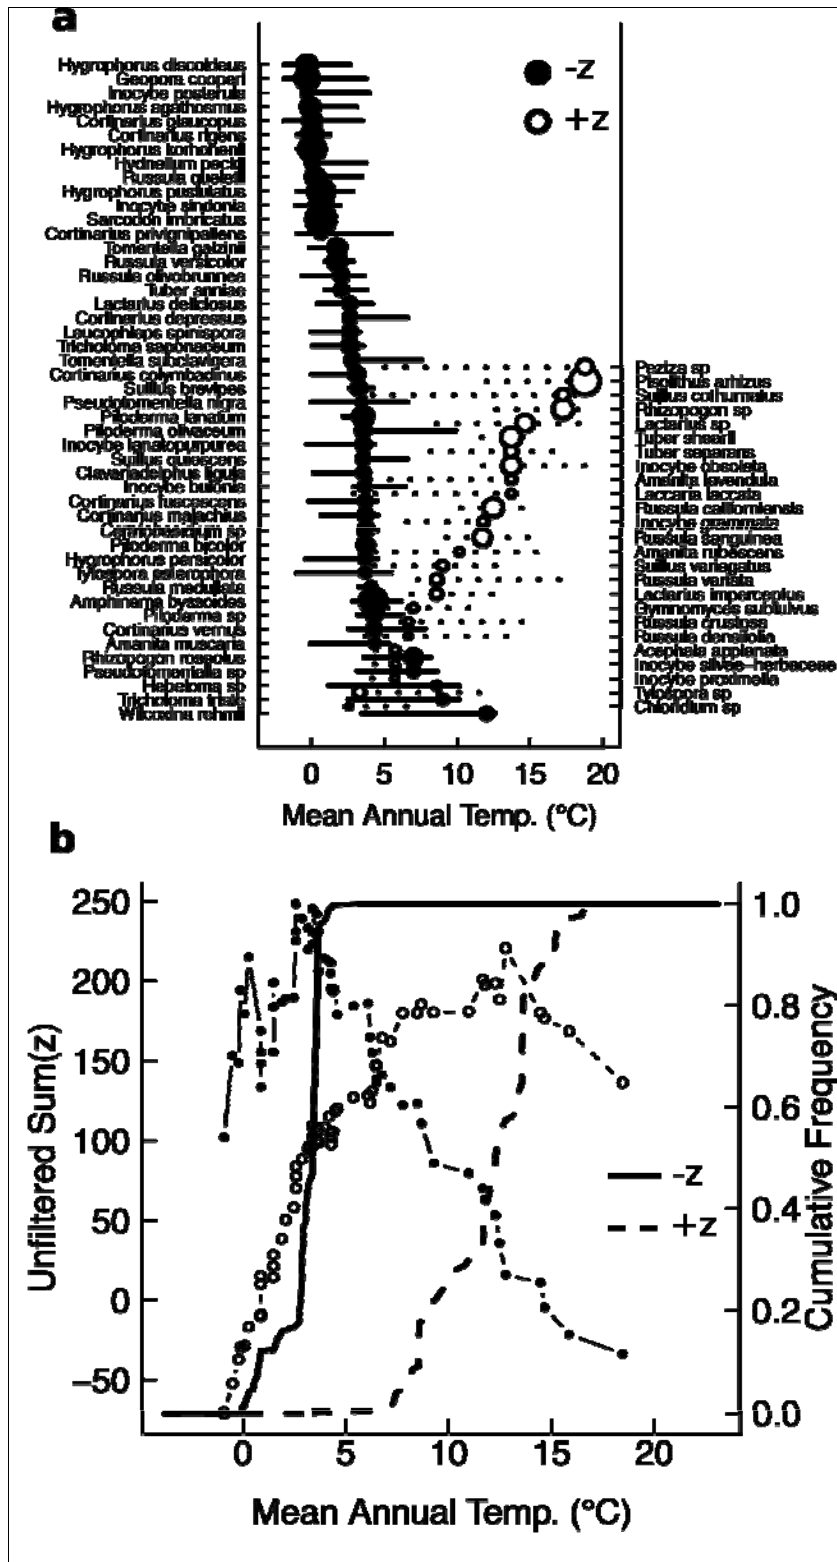 a
-z
+z
Hygrophorus discoideus
Geopora cooperi
Inocybe posterula
Hygrophorus agathosmus
Cortinarius glaucopus
Cortinarius rigens
Hygrophorus korhonenii
Hydnellum peckii
Russula queletii
Hygrophorus pustulatus
Inocybe sindonia
Sarcodon imbricatus
Cortinarius privignipallens
Tomentella galzinii
Russula versicolor
Russula olivobrunnea
Tuber anniae
Lactarius deliciosus
Cortinarius depressus
Leucophleps spinispora
Tricholoma saponaceum
Tomentella subclavigera
Cortinarius colymbadinus
Suillus brevipes
Pseudotomentella nigra
Piloderma lanatum
Piloderma olivaceum
Inocybe lanatopurpurea
Suillus quiescens
Clavariadelphus ligula
Inocybe bulonia
Cortinarius fuscescens
Cortinarius malachius
sp
Piloderma bicolor
Hygrophorus persicolor
Tylospora asterophora
Russula medullata
Amphinema byssoides
Piloderma sp
Cortinarius vernus
Amanita muscaria
Rhizopogon roseolus
Pseudotomentella sp
Hebeloma sp
Tricholoma triste
Wilcoxina rehmii
Peziza sp
Pisolithus arhizus
Suillus cothurnatus
Rhizopogon sp
Lactarius sp
Tuber shearii
Tuber separans
Inocybe obsoleta
Amanita lavendula
Laccaria laccata
Russula californiensis
Inocybe grammata
Russula sanguinea
Amanita rubescens
Suillus variegatus
Russula variata
Lactarius imperceptus
Gymnomyces subfulvus
Russula crustosa
Russula densifolia
Acephala applanata
Inocybe silvae-herbaceae
Inocybe proximella
Tylospora sp
Chloridium sp
0 5 10 15 20
Mean Annual Temp. (°C)
b
250
200
150
100
50
0
−50
Unfiltered Sum(z)
1.0
0.8
0.6
0.4
0.2
0.0
Cumulative Frequency
-z
+z
0 5 10 15 20
Mean Annual Temp. (°C)